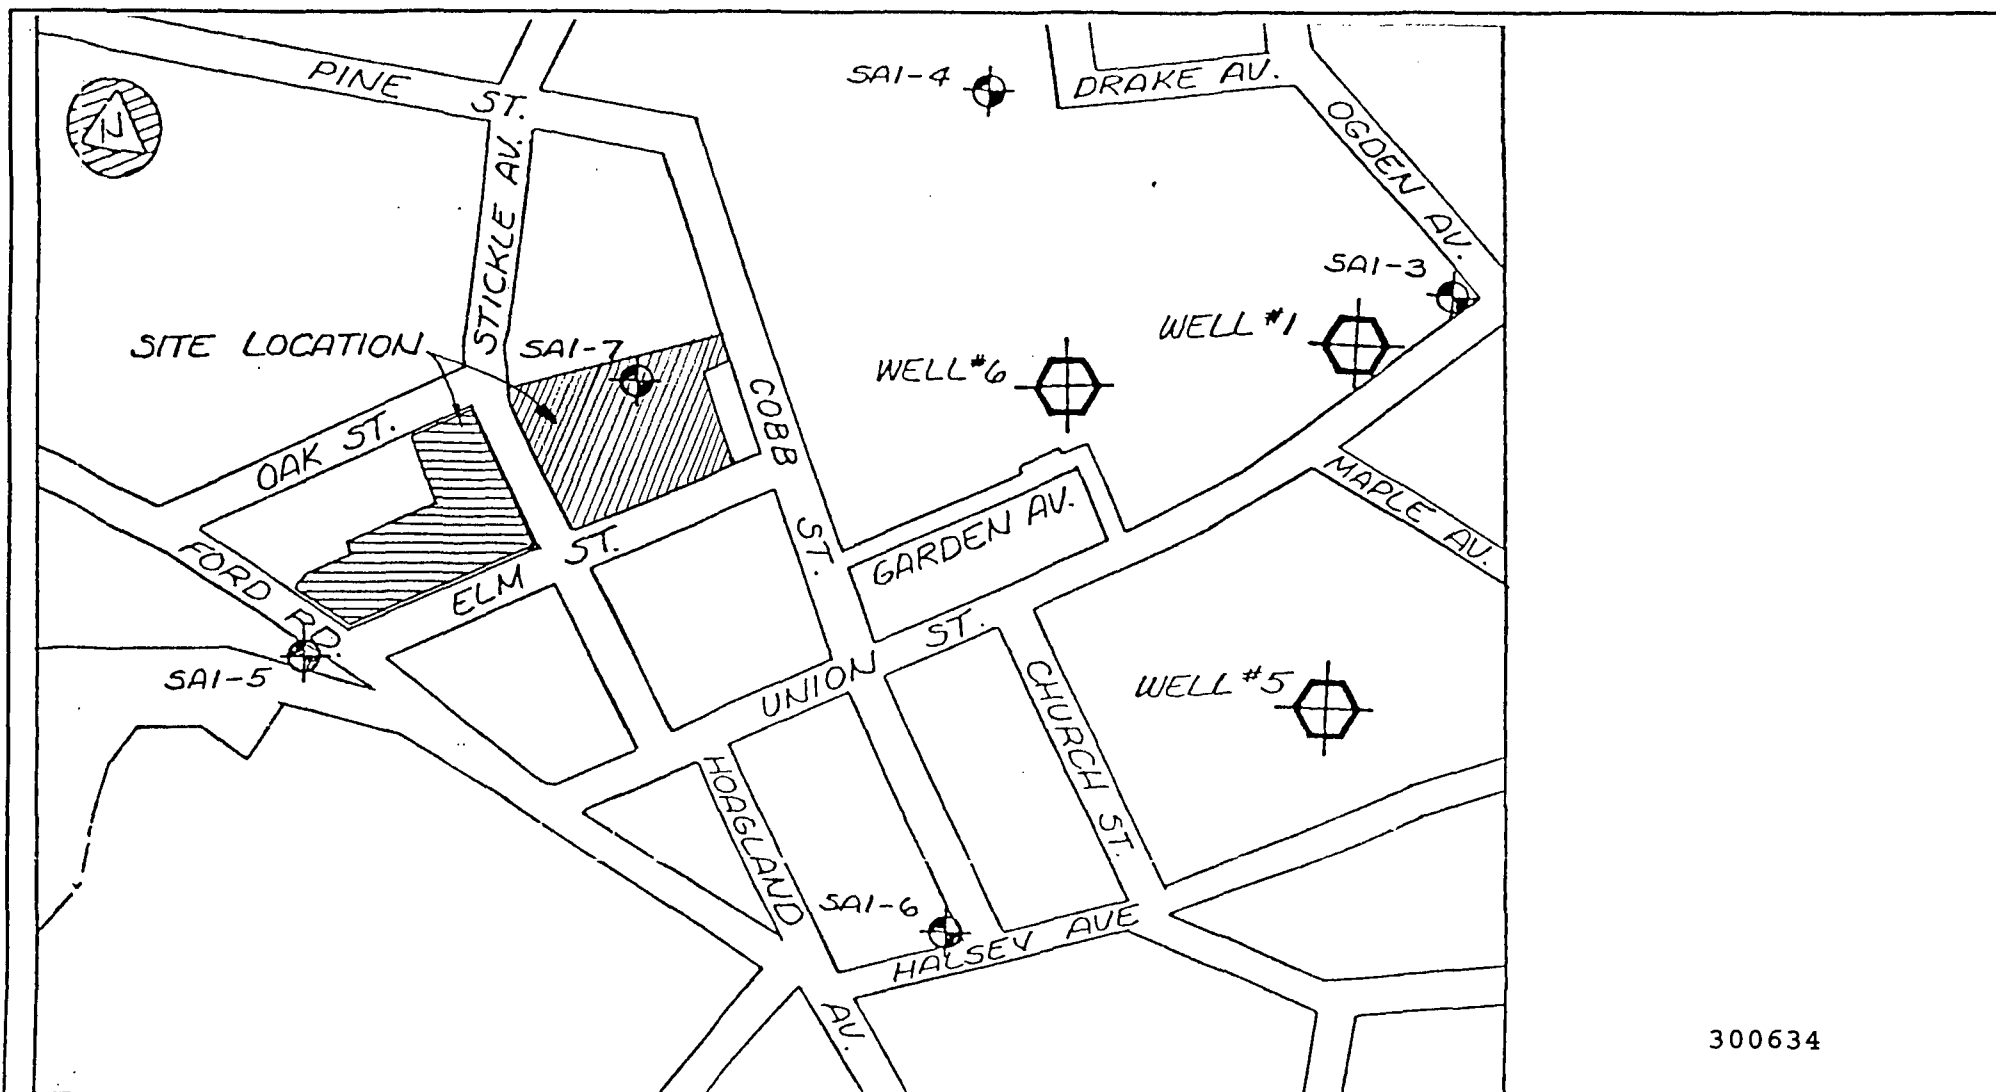 PINE ST.
N
STICKLE AV.
SAI-4
DRAKE AV.
OGDEN AV.
SAI-3
WELL #1
SITE LOCATION
SAI-7
WELL #6
COBB ST.
OAK ST.
MAPLE AV.
GARDEN AV.
FORD RD.
ELM ST.
UNION ST.
SAI-5
CHURCH ST.
WELL #5
HOAGLAND AV.
SAI-6
HALSEY AVE
300634